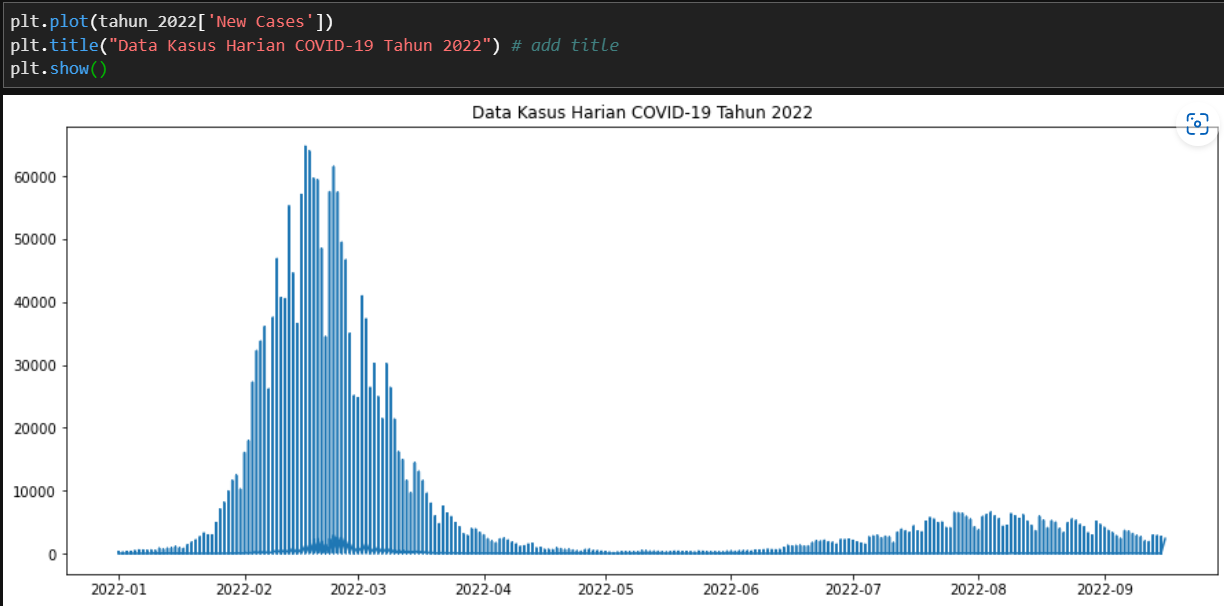 plt.plot(tahun_2022['New Cases'])
plt.title("Data Kasus Harian COVID-19 Tahun 2022") # add title
plt.show()
Data Kasus Harian COVID-19 Tahun 2022
60000
50000
40000
30000
20000
10000
0
2022-01 2022-02 2022-03 2022-04 2022-05 2022-06 2022-07 2022-08 2022-09